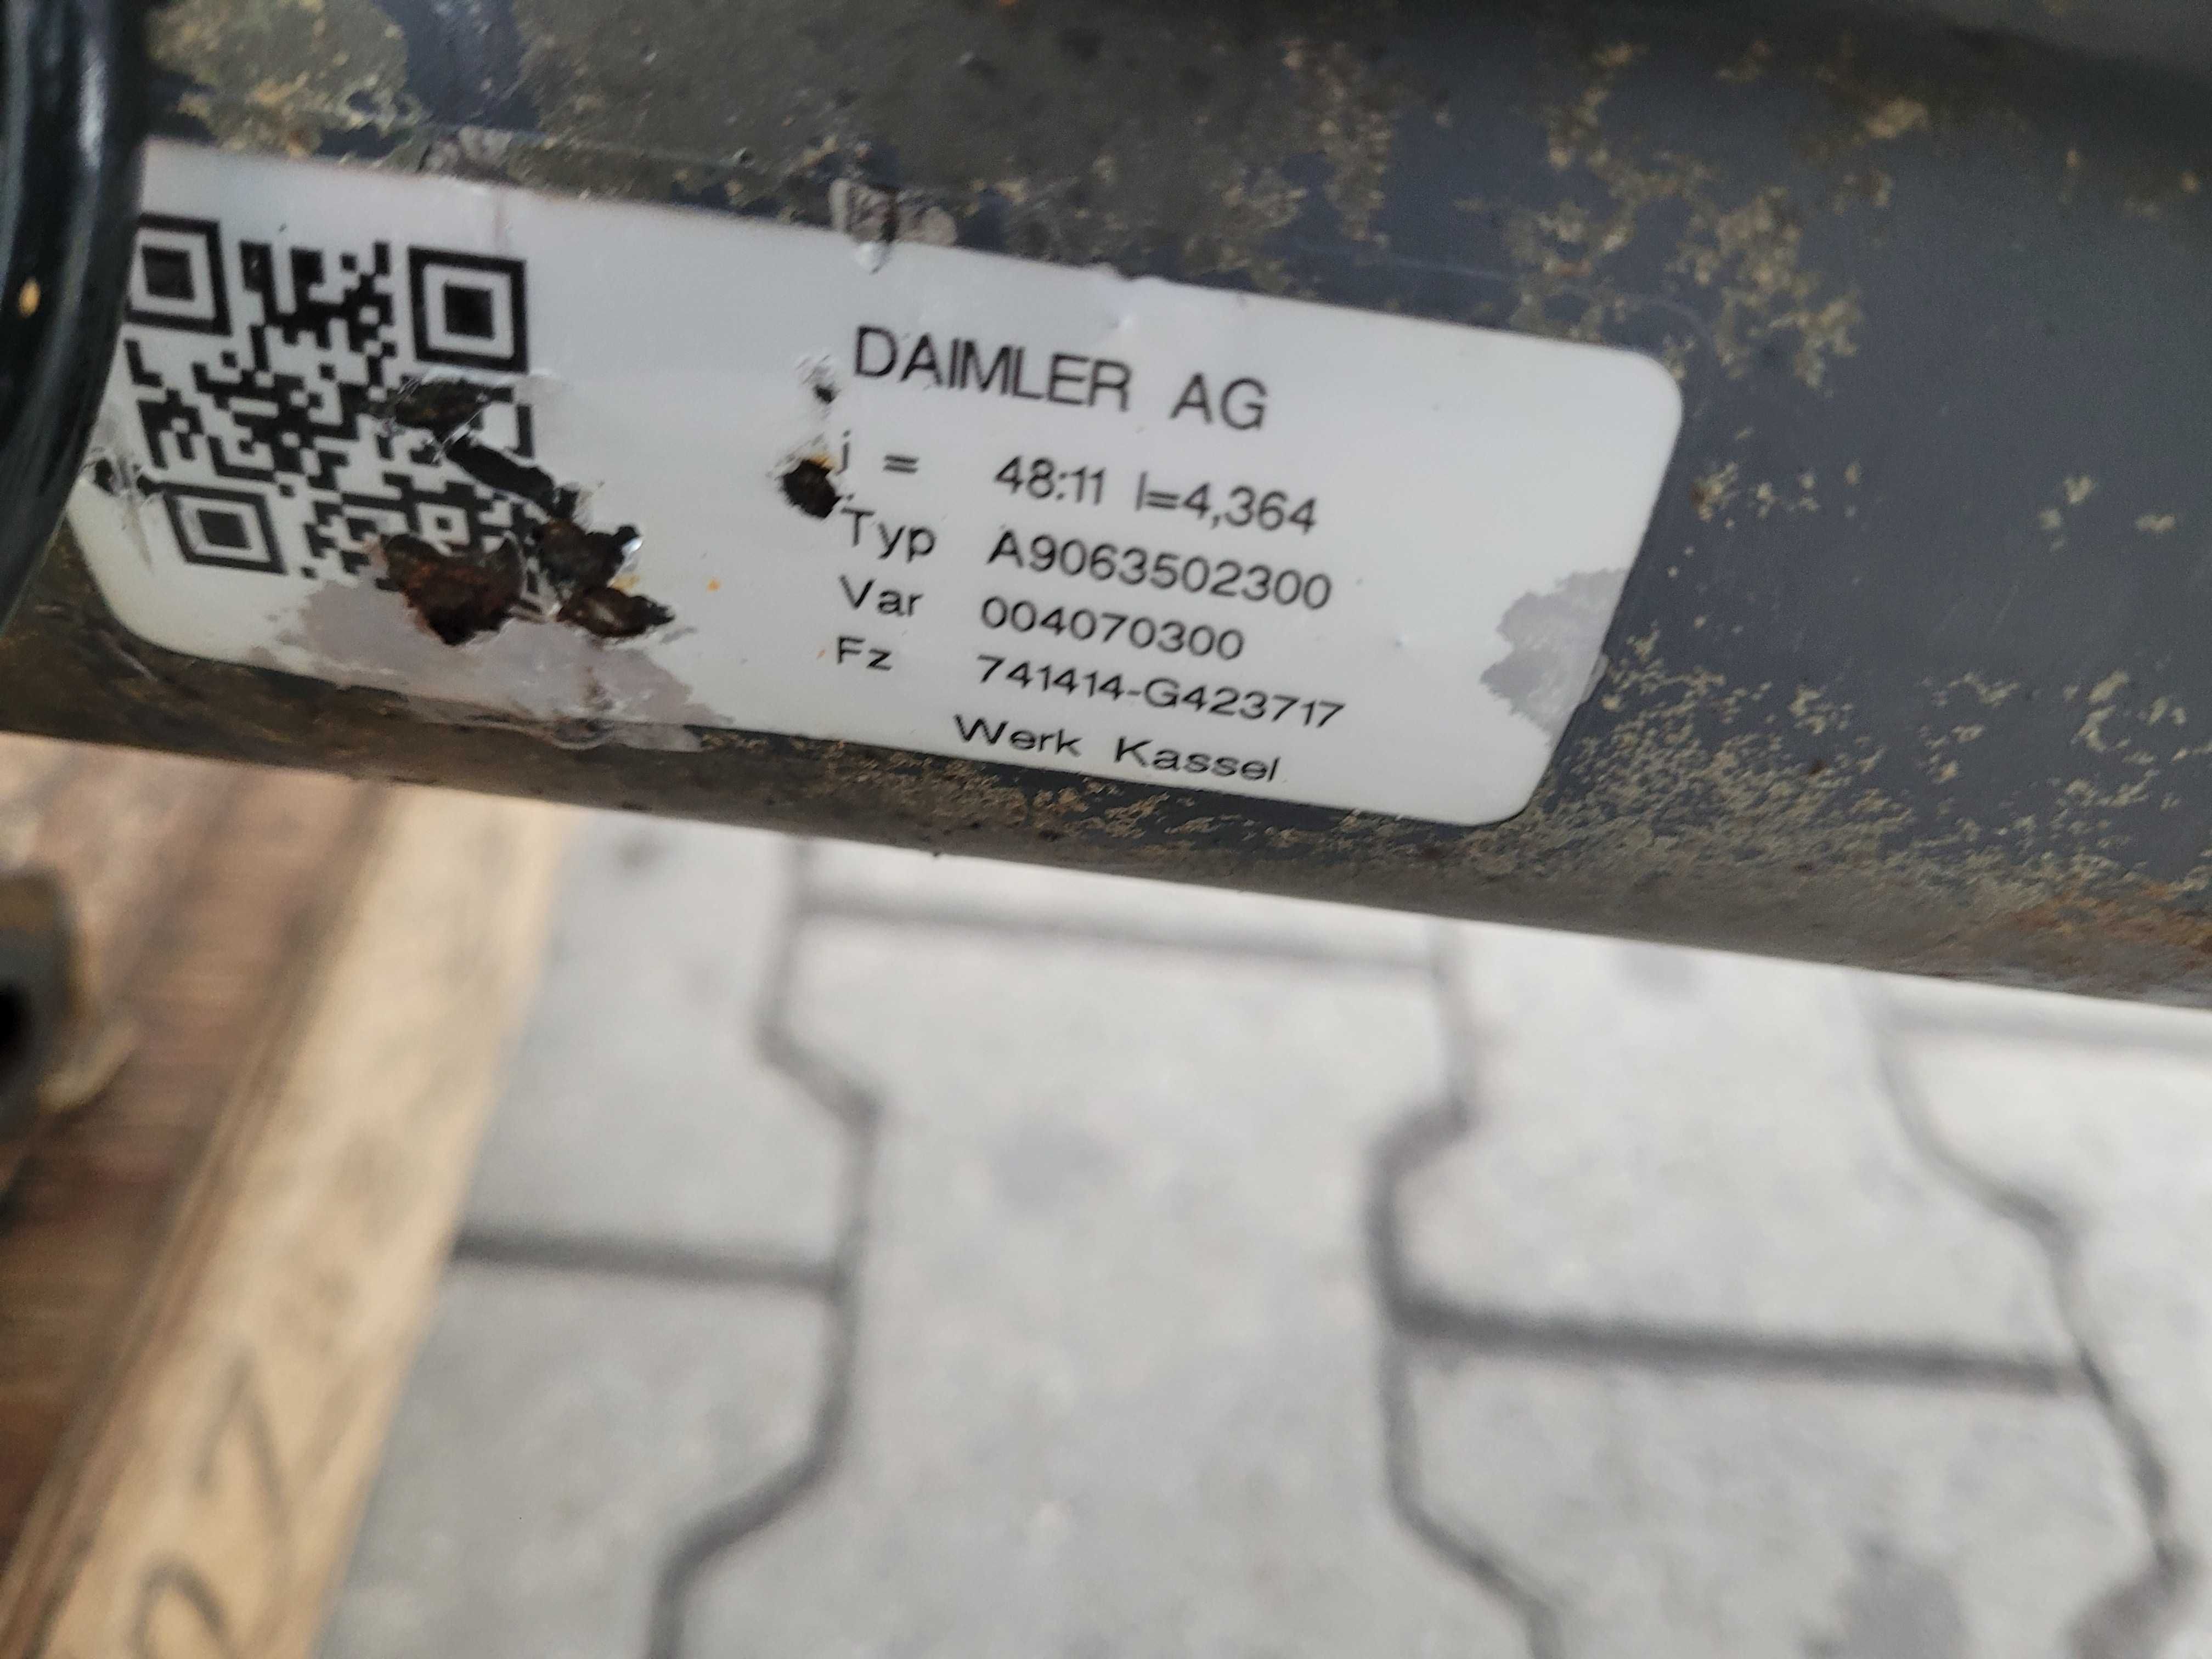 DAIMLER AG
i = 48:11 I=4,364
Typ A9063502300
Var 004070300
Fz 741414-G423717
Werk Kassel